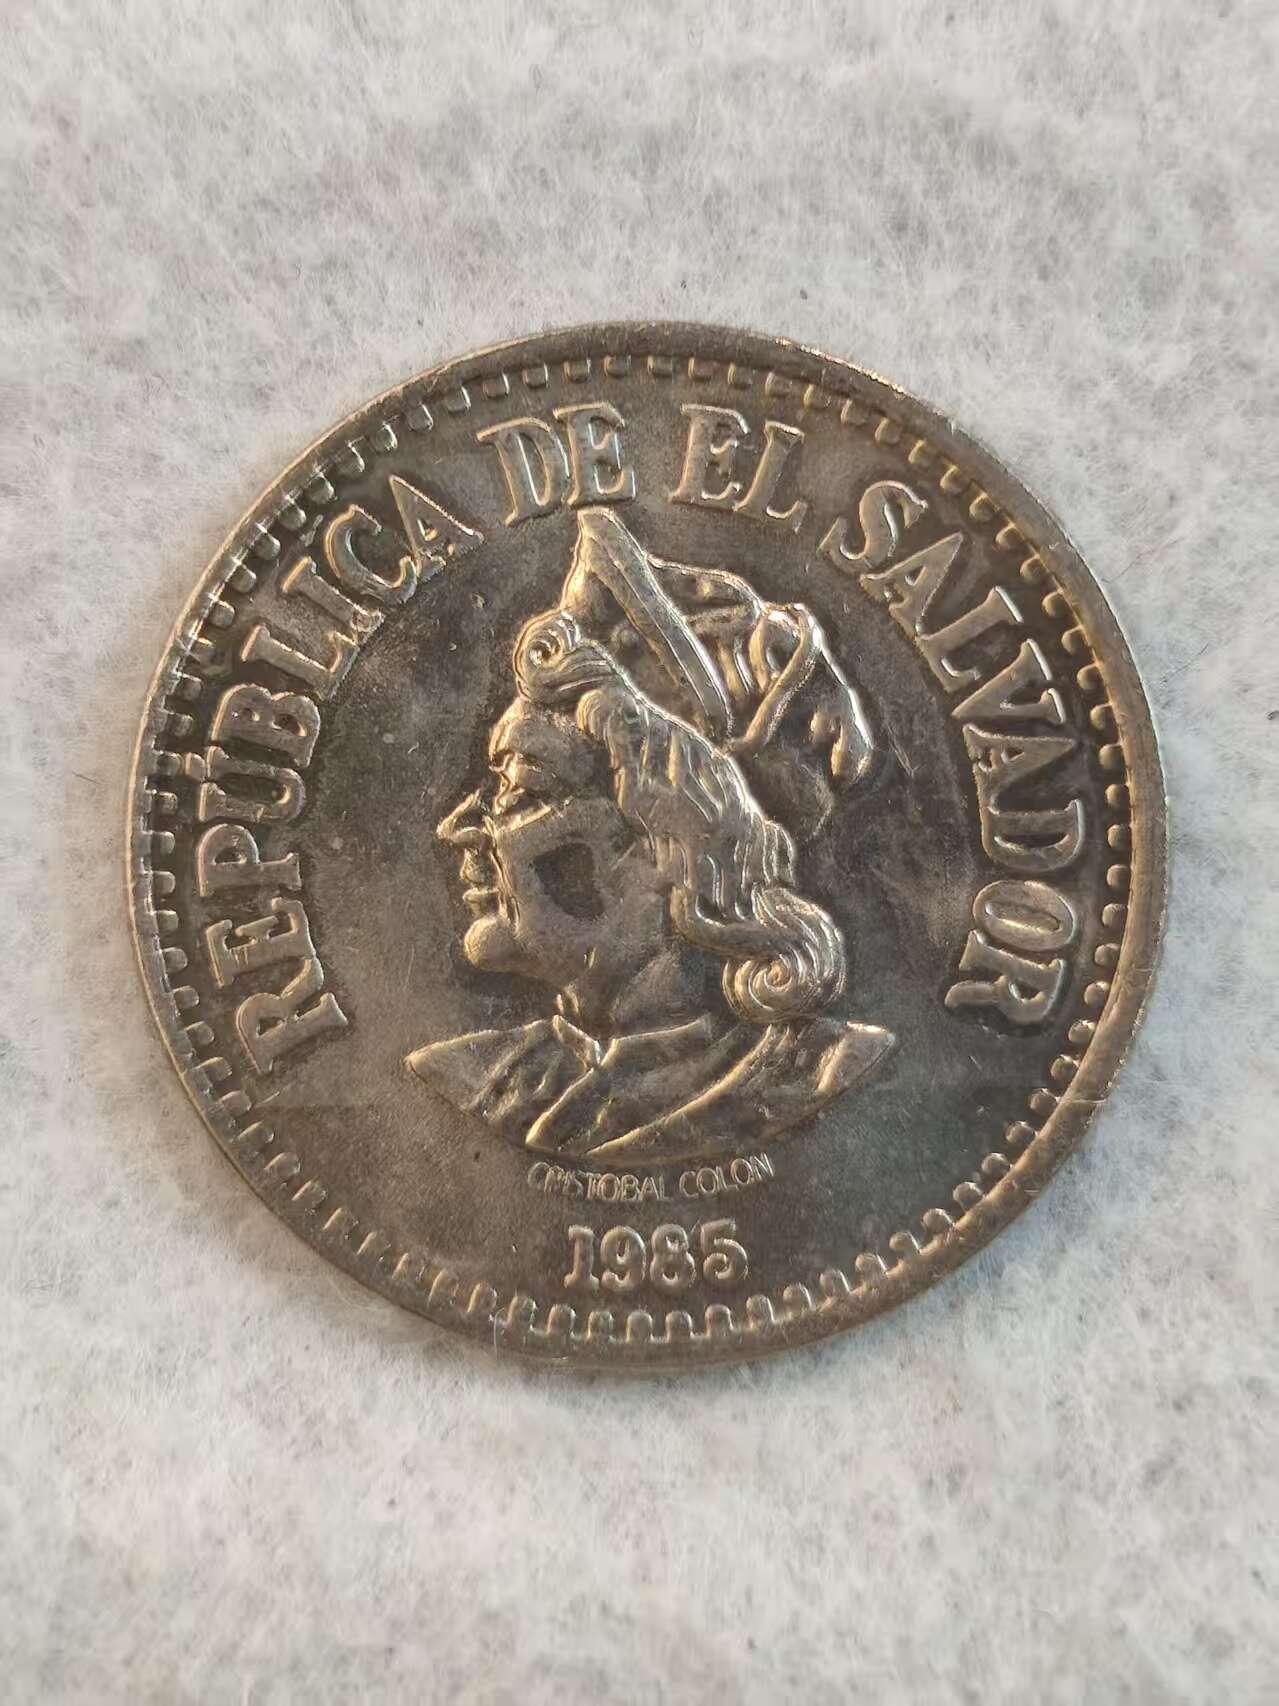 REPÚBLICA DE EL SALVADOR
CRISTOBAL COLON
1985